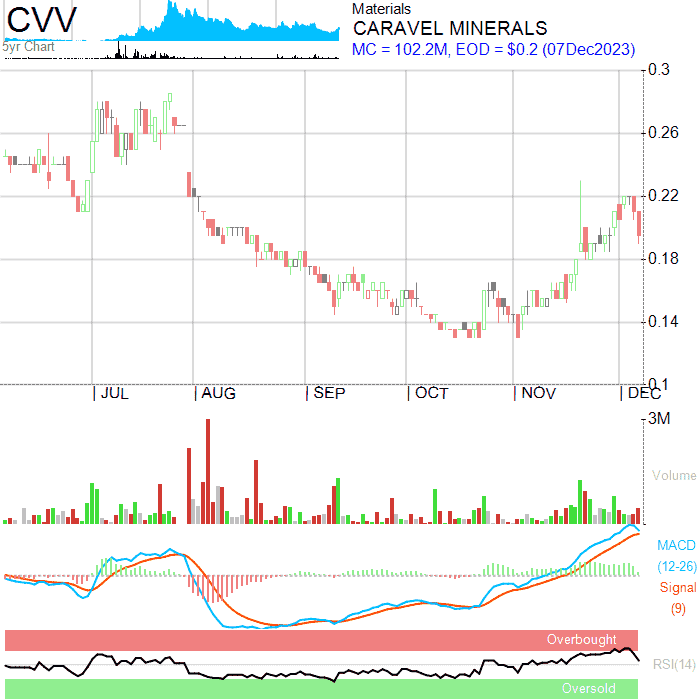 CVV
5yr Chart
Materials
CARAVEL MINERALS
MC = 102.2M, EOD = $0.2 (07Dec2023)
0.3
0.26
0.22
0.18
0.14
0.1
JUL AUG SEP OCT NOV DEC
3M
Volume
MACD
(12-26)
Signal
(9)
Overbought
RSI(14)
Oversold